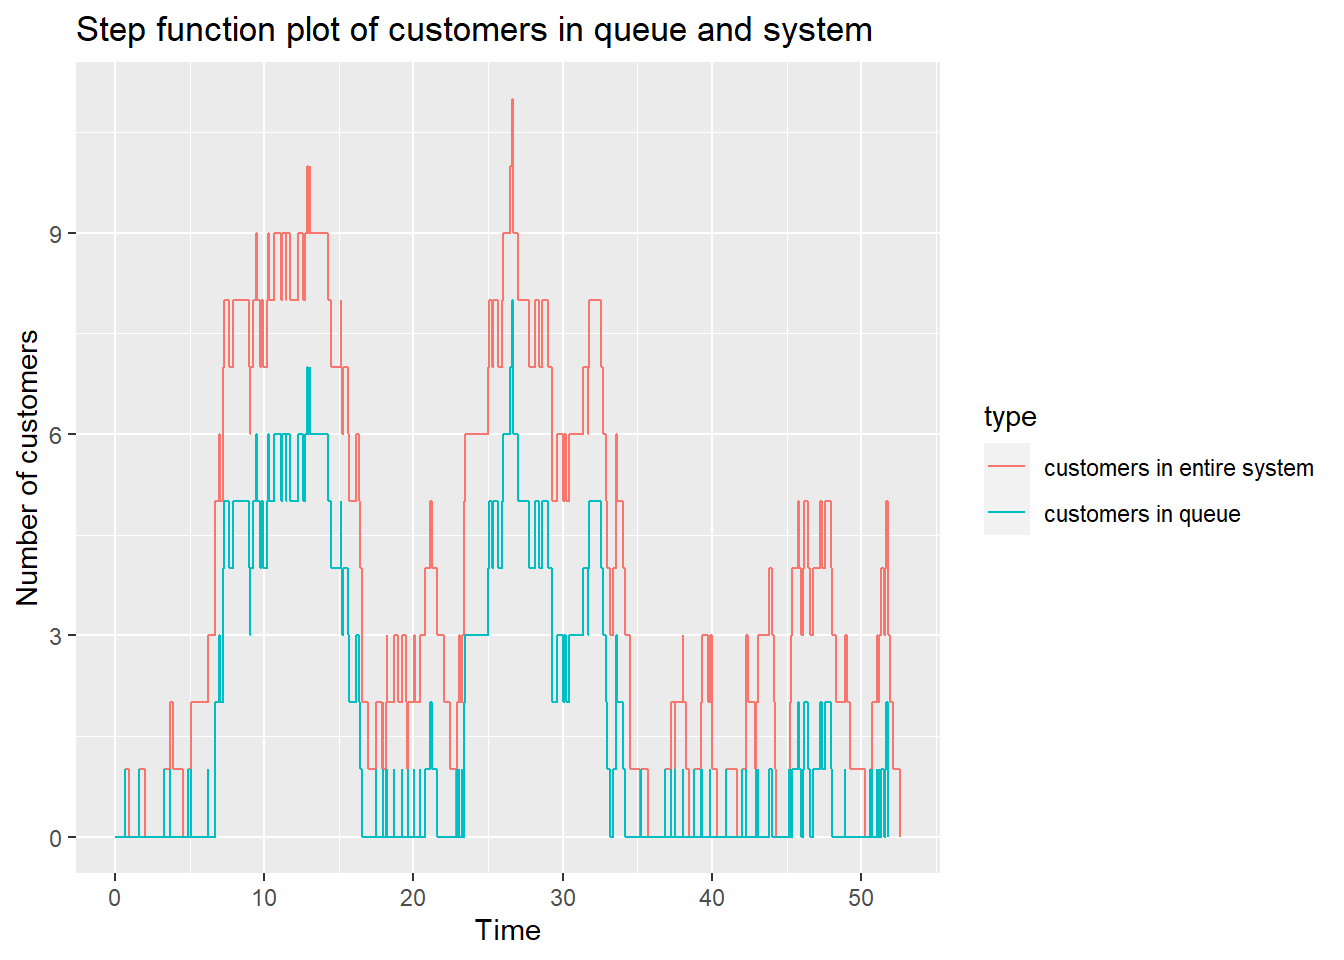 Step function plot of customers in queue and system
Number of customers
9
6
3
0
0 10 20 30 40 50
Time
type
customers in entire system
customers in queue